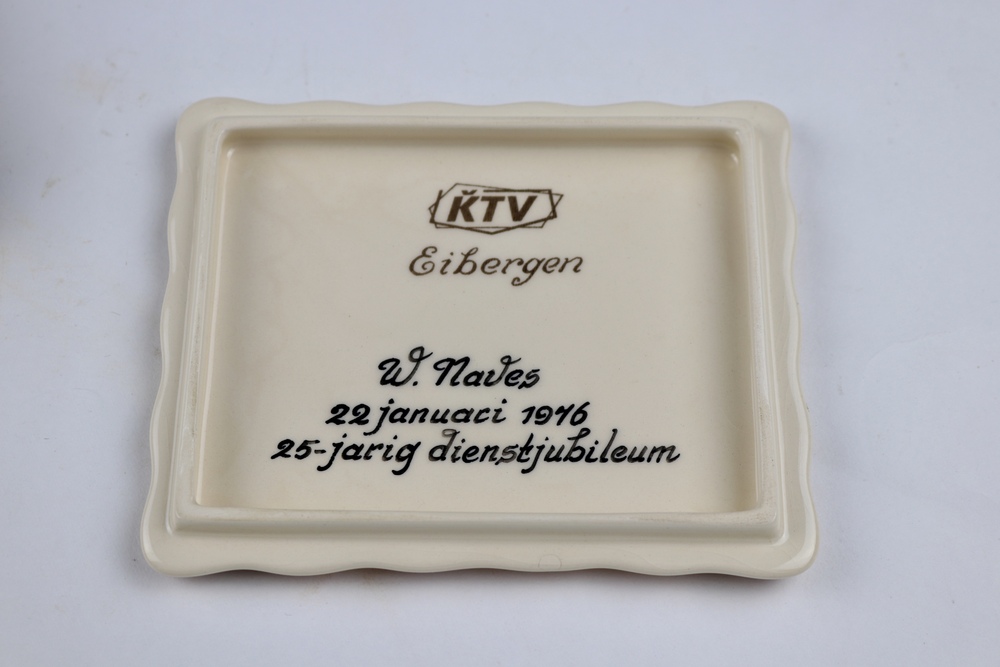 KTV
Eibergen
W. Naves
22 januari 1976
25-jarig dienstjubileum